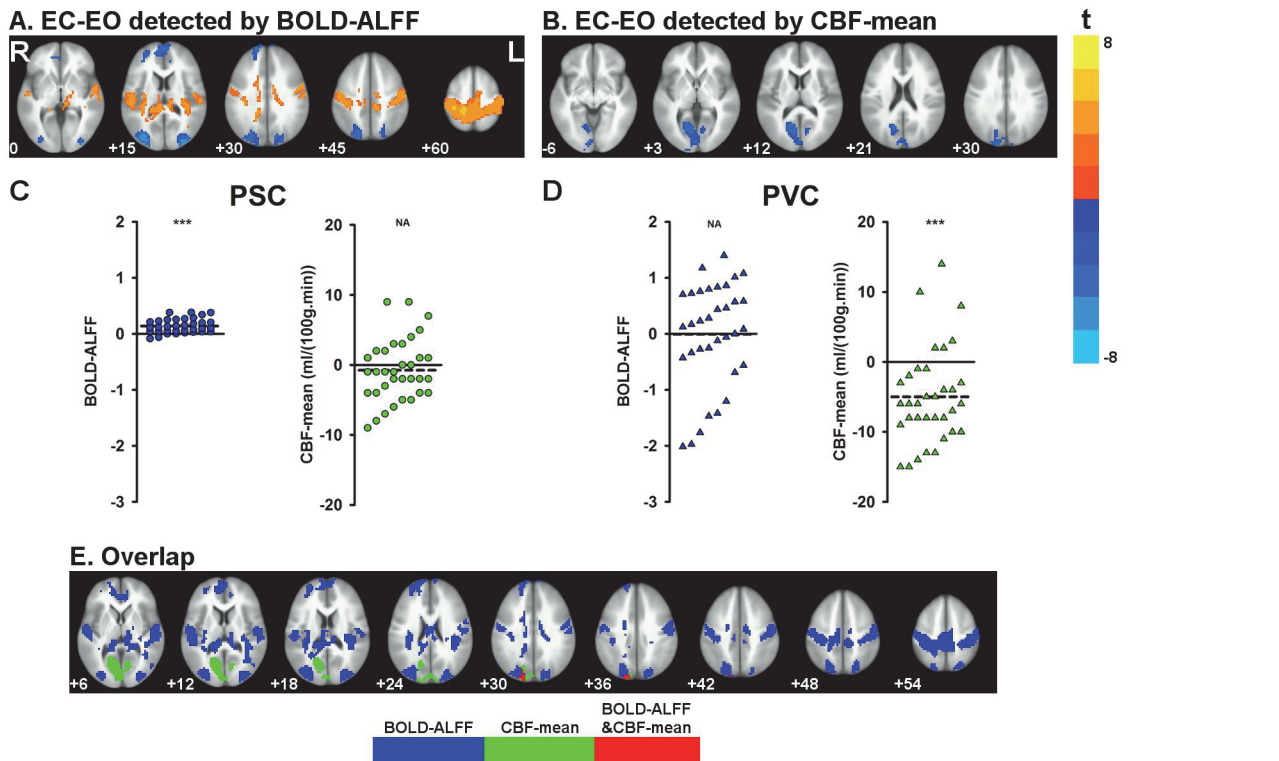 A. EC-EO detected by BOLD-ALFF
B. EC-EO detected by CBF-mean
t
R
L
0 +15 +30 +45 +60
-6 +3 +12 +21 +30
8
-8
C
PSC
D
PVC
BOLD-ALFF
2
1
0
-1
-2
-3
***
CBF-mean (ml/(100g.min))
20
10
0
-10
-20
NA
BOLD-ALFF
2
1
0
-1
-2
-3
NA
CBF-mean (ml/(100g.min))
20
10
0
-10
-20
***
E. Overlap
+6 +12 +18 +24 +30 +36 +42 +48 +54
BOLD-ALFF
CBF-mean
BOLD-ALFF
&CBF-mean